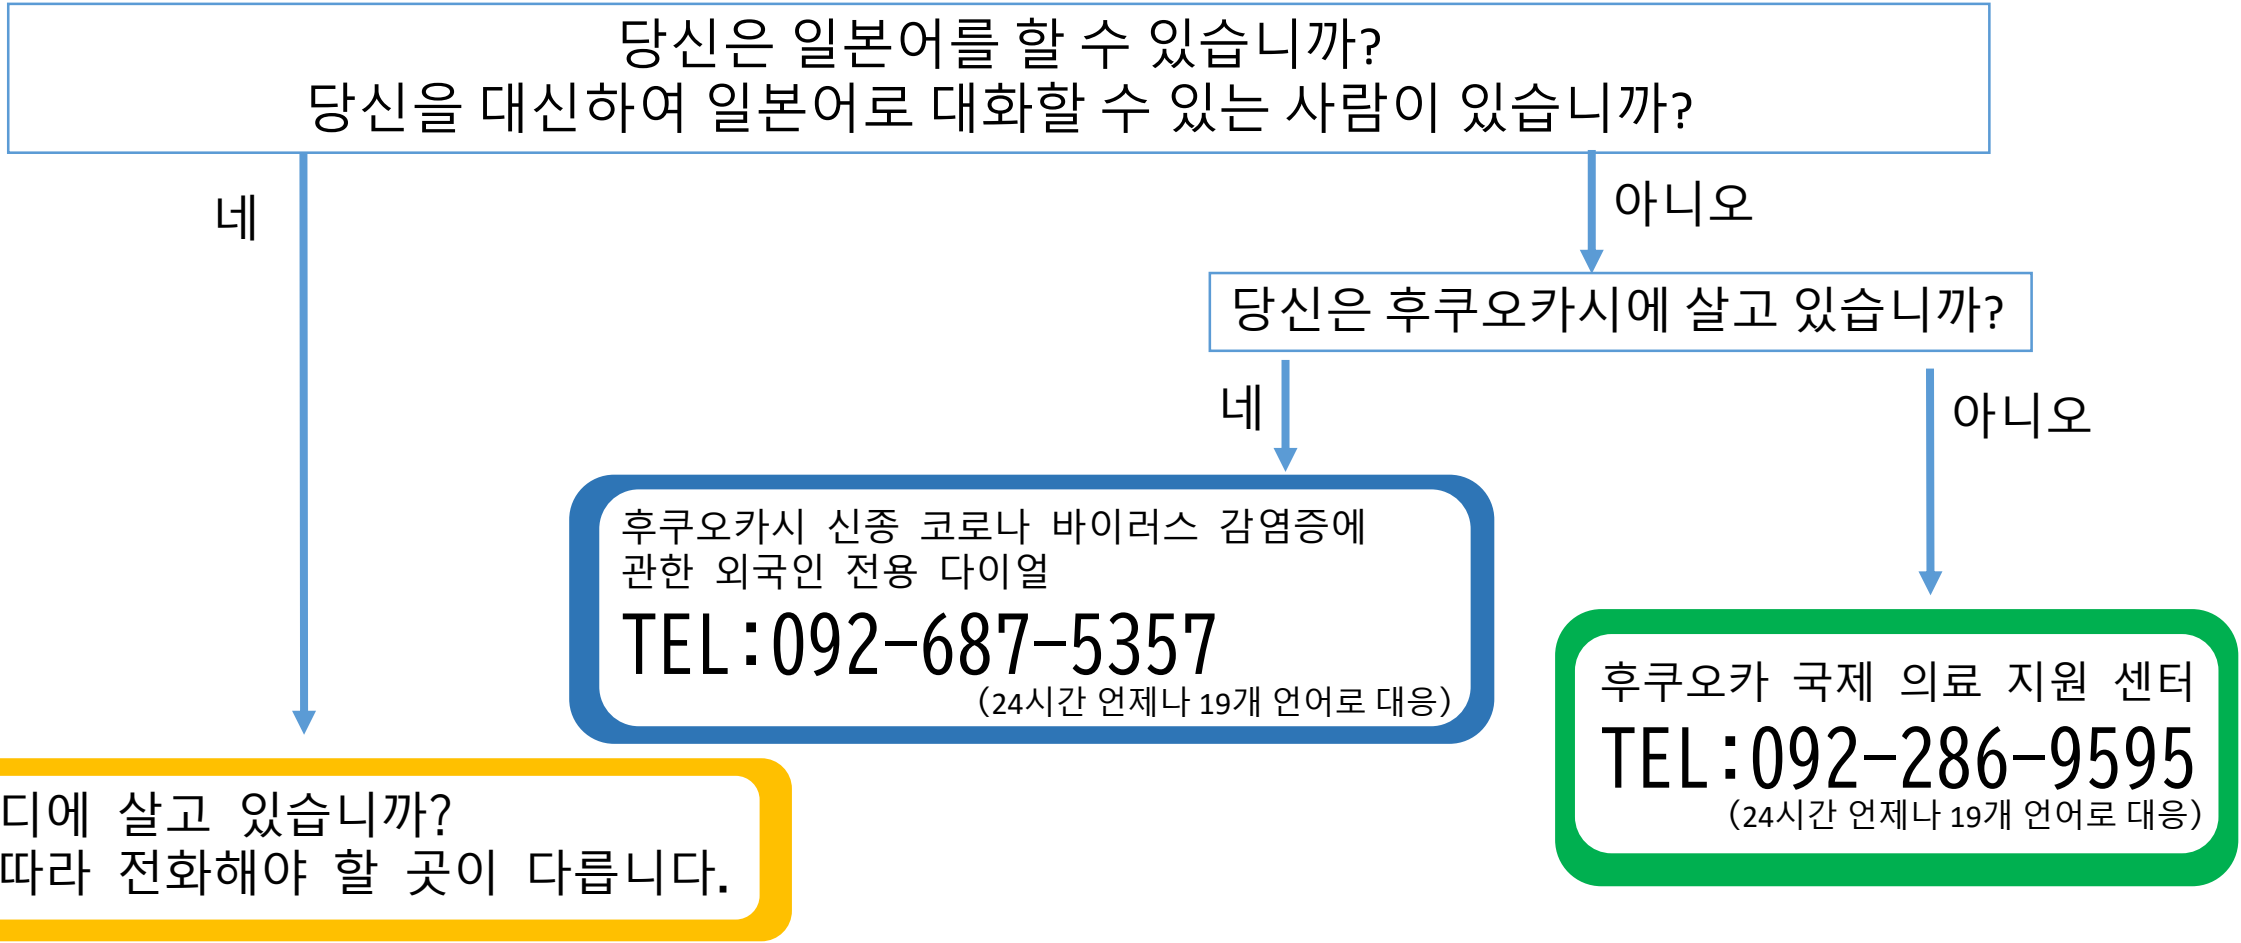 당신은 일본어를 할 수 있습니까?
당신을 대신하여 일본어로 대화할 수 있는 사람이 있습니까?
네
아니오
당신은 후쿠오카시에 살고 있습니까?
네
아니오
후쿠오카시 신종 코로나 바이러스 감염증에
관한 외국인 전용 다이얼
TEL:092-687-5357
(24시간 언제나 19개 언어로 대응)
후쿠오카 국제 의료 지원 센터
TEL:092-286-9595
(24시간 언제나 19개 언어로 대응)
디에 살고 있습니까?
따라 전화해야 할 곳이 다릅니다.